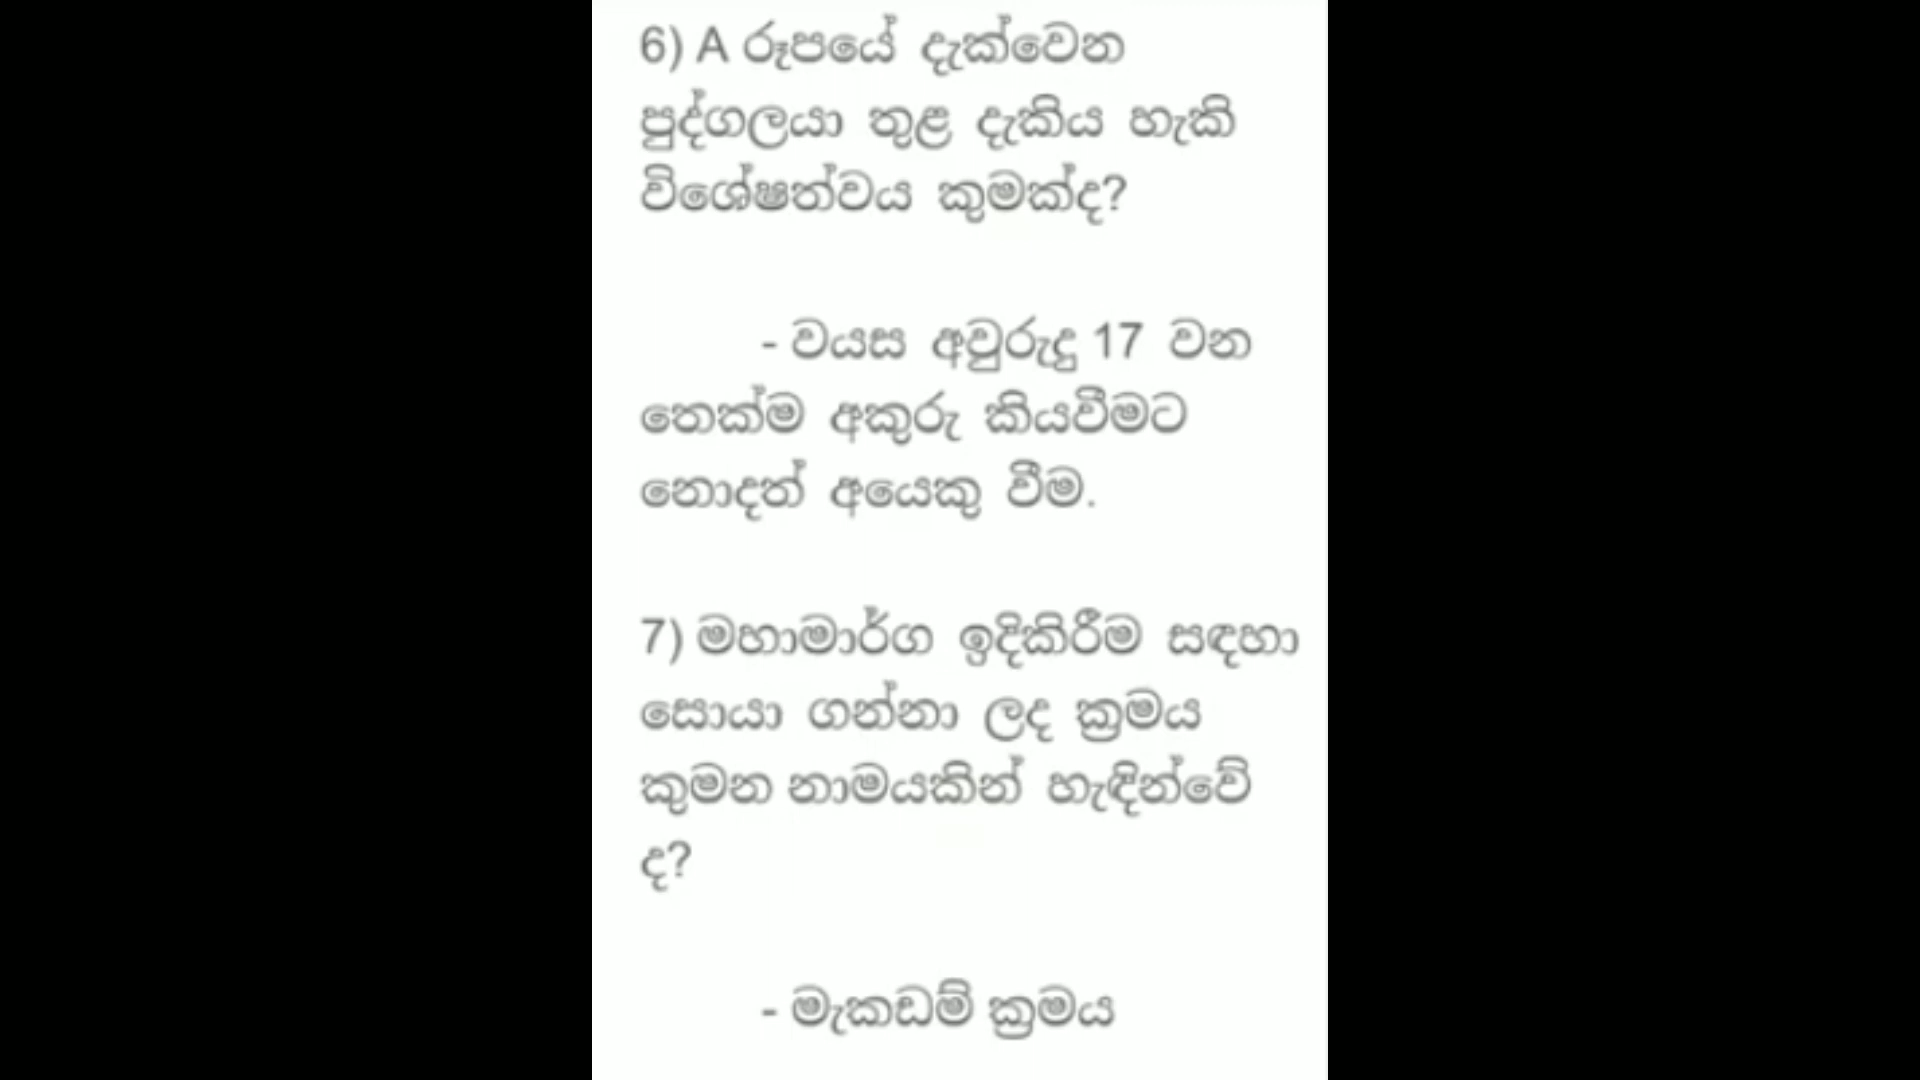 6) A රූපයේ දැක්වෙන
පුද්ගලයා තුළ දැකිය හැකි
විශේෂත්වය කුමක්ද?
- වයස අවුරුදු 17 වන
තෙක්ම අකුරු කියවීමට
නොදත් අයෙකු වීම.
7) මහාමාර්ග ඉදිකිරීම සඳහා
සොයා ගන්නා ලද ක්‍රමය
කුමන නාමයකින් හැඳින්වේ
ද?
- මැකඩම් ක්‍රමය